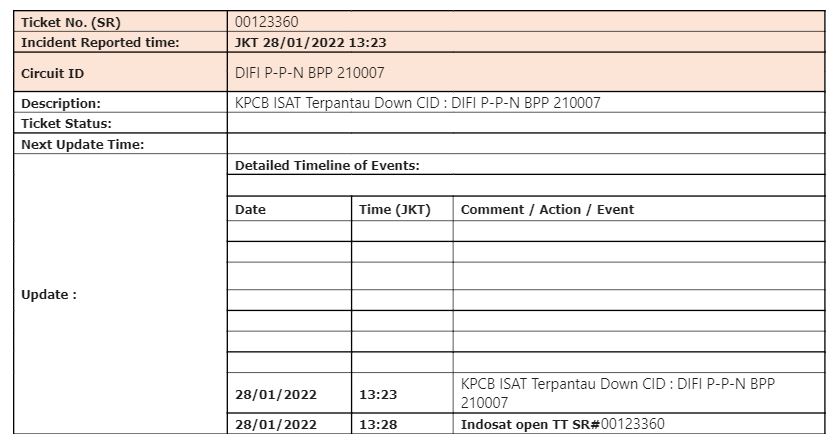 Ticket No. (SR) 00123360
Incident Reported time: JKT 28/01/2022 13:23
Circuit ID DIFI P-P-N BPP 210007
Description: KPCB ISAT Terpantau Down CID : DIFI P-P-N BPP 210007
Ticket Status:
Next Update Time:
Update :
Detailed Timeline of Events:
Date Time (JKT) Comment / Action / Event
28/01/2022 13:23 KPCB ISAT Terpantau Down CID : DIFI P-P-N BPP
210007
28/01/2022 13:28 Indosat open TT SR#00123360